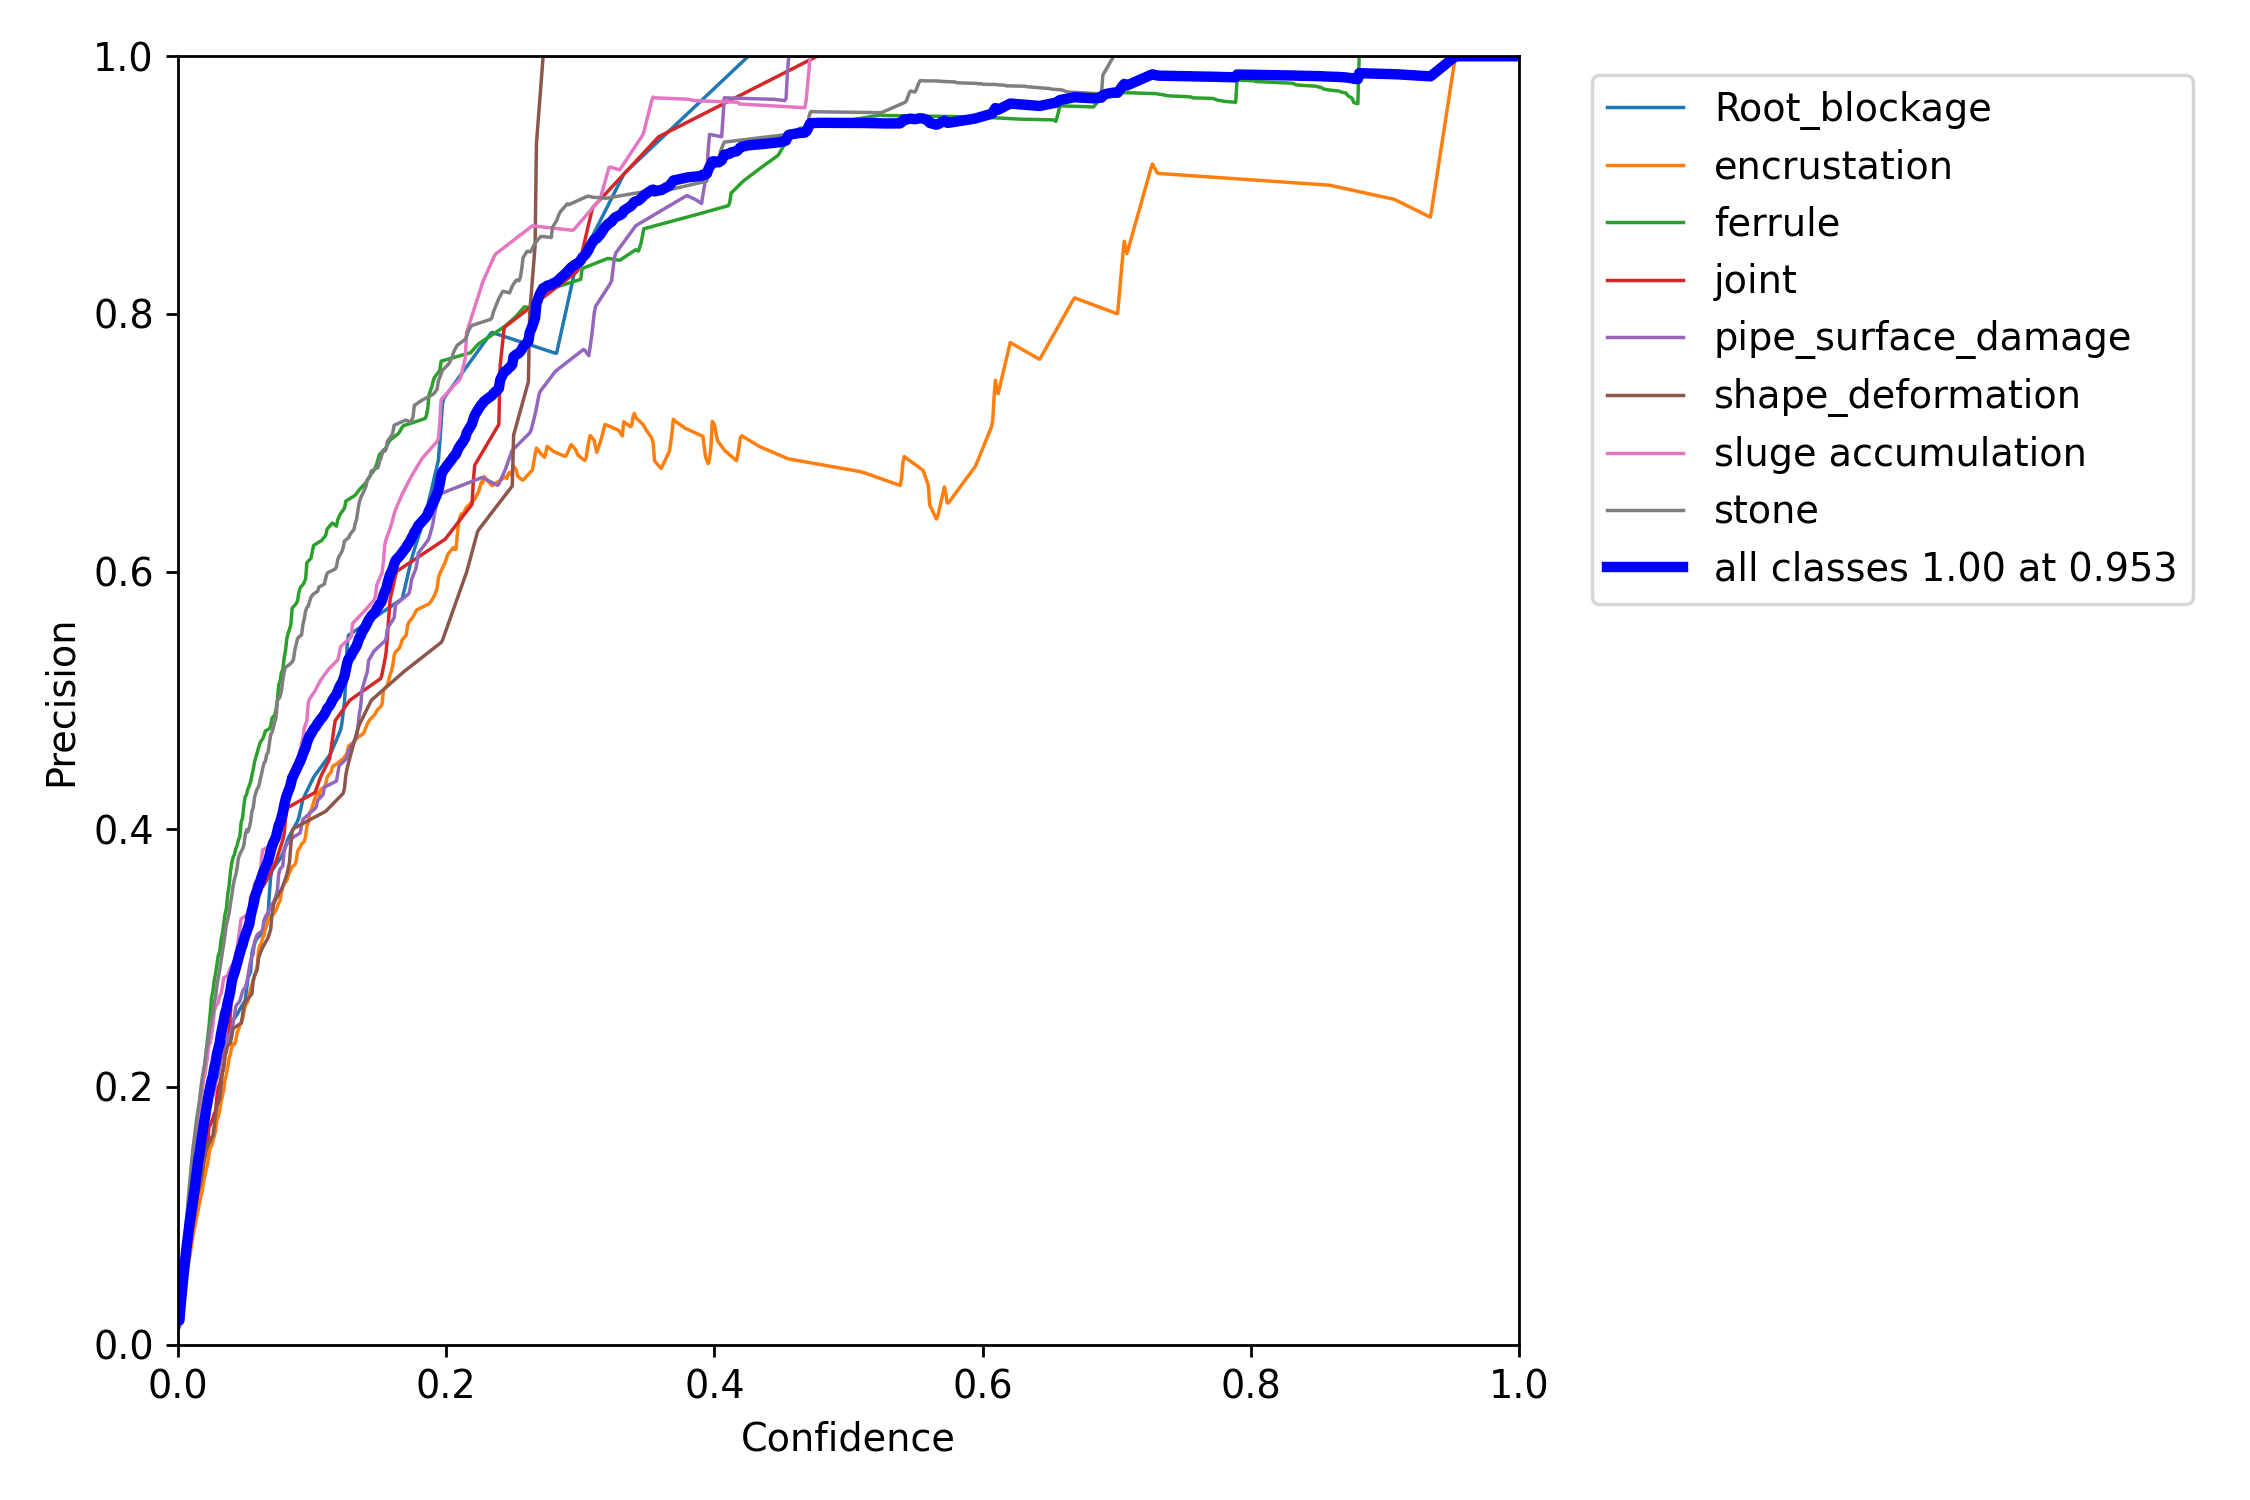 1.0
0.8
0.6
0.4
0.2
0.0
Precision
0.0 0.2 0.4 0.6 0.8 1.0
Confidence
Root_blockage
encrustation
ferrule
joint
pipe_surface_damage
shape_deformation
sluge accumulation
stone
all classes 1.00 at 0.953